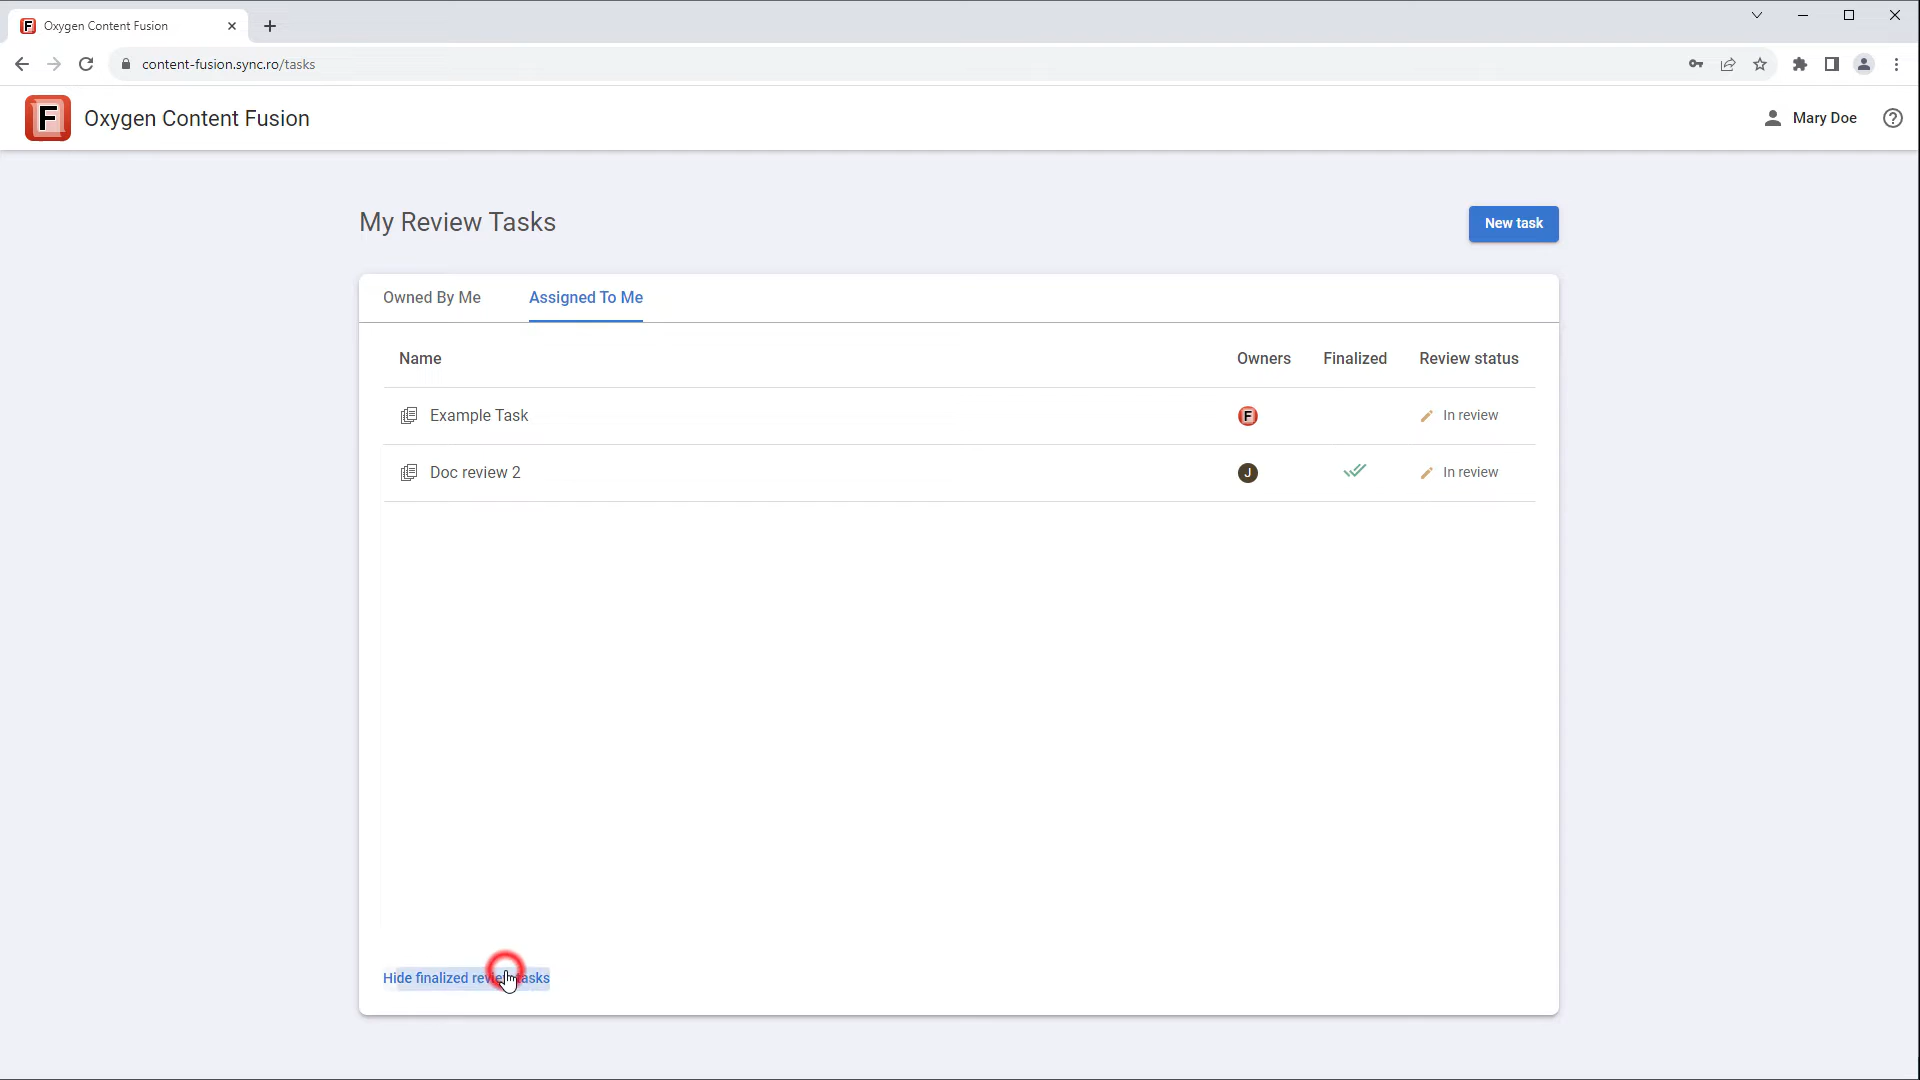 Oxygen Content Fusion
content-fusion.sync.ro/tasks
F Oxygen Content Fusion
Mary Doe
My Review Tasks
New task
Owned By Me Assigned To Me
Name Owners Finalized Review status
Example Task F In review
Doc review 2 J In review
Hide finalized review tasks